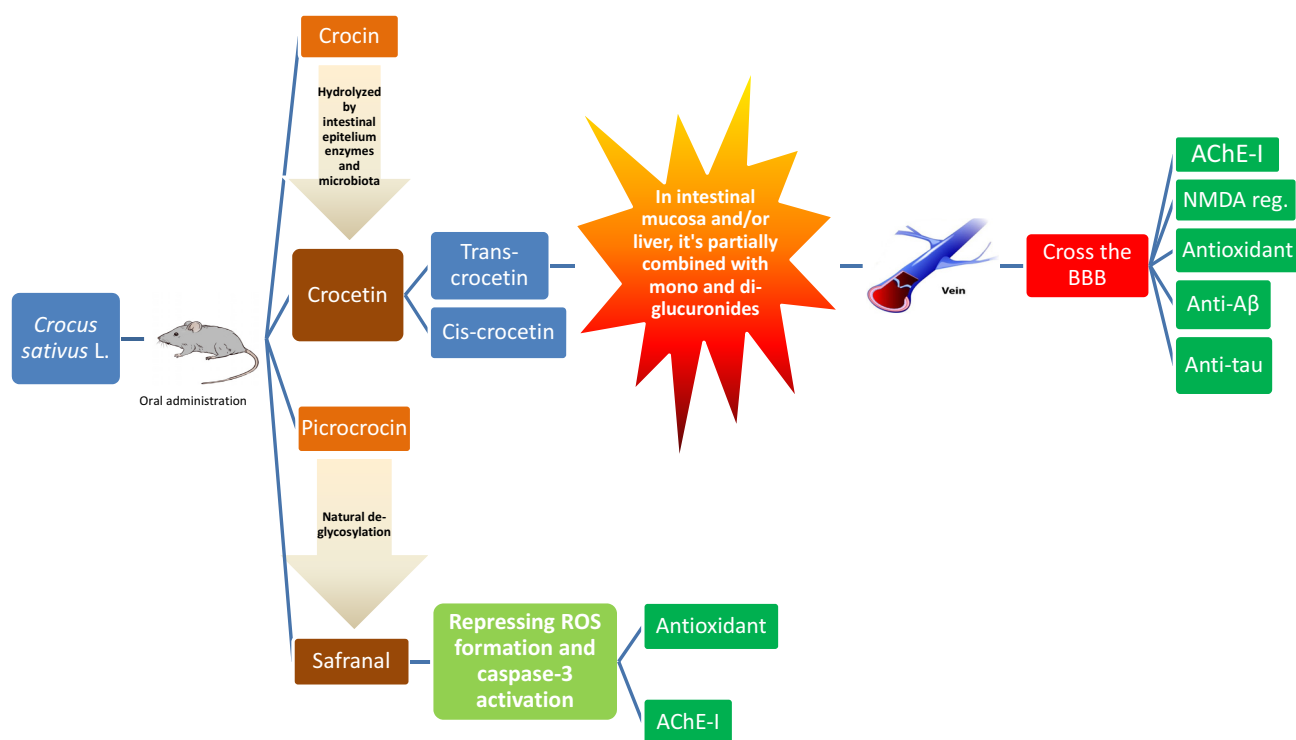 Crocin
Hydrolyzed
by
intestinal
epitelium
enzymes
and
microbiota
Crocetin
Trans-
crocetin
Cis-crocetin
In intestinal
mucosa and/or
liver, it's partially
combined with
mono and di-
glucuronides
Vein
Cross the
BBB
AChE-I
NMDA reg.
Antioxidant
Anti-Aβ
Anti-tau
Crocus
sativus L.
Oral administration
Picrocrocin
Natural de-
glycosylation
Safranal
Repressing ROS
formation and
caspase-3
activation
Antioxidant
AChE-I